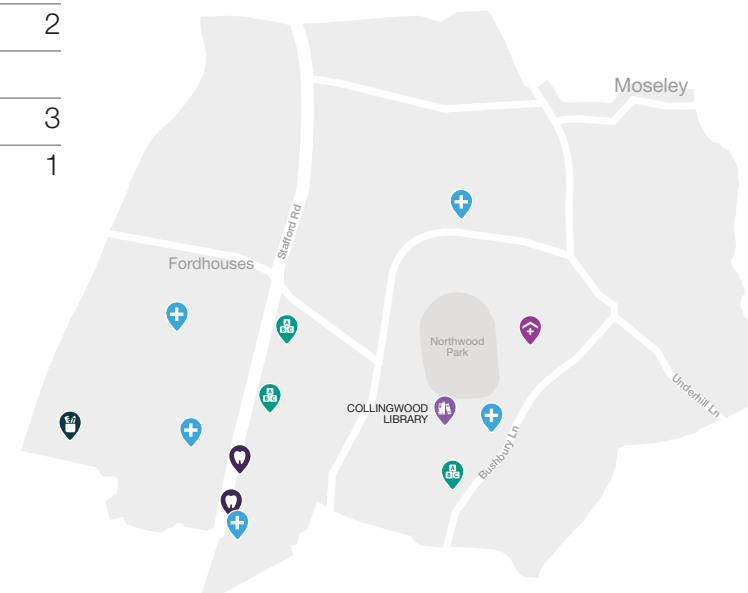 2
3
1
Moseley
Stafford Rd
Fordhouses
Northwood
Park
COLLINGWOOD
LIBRARY
Underhill Ln
Bushbury Ln
A
B C
A
B C
A
B C